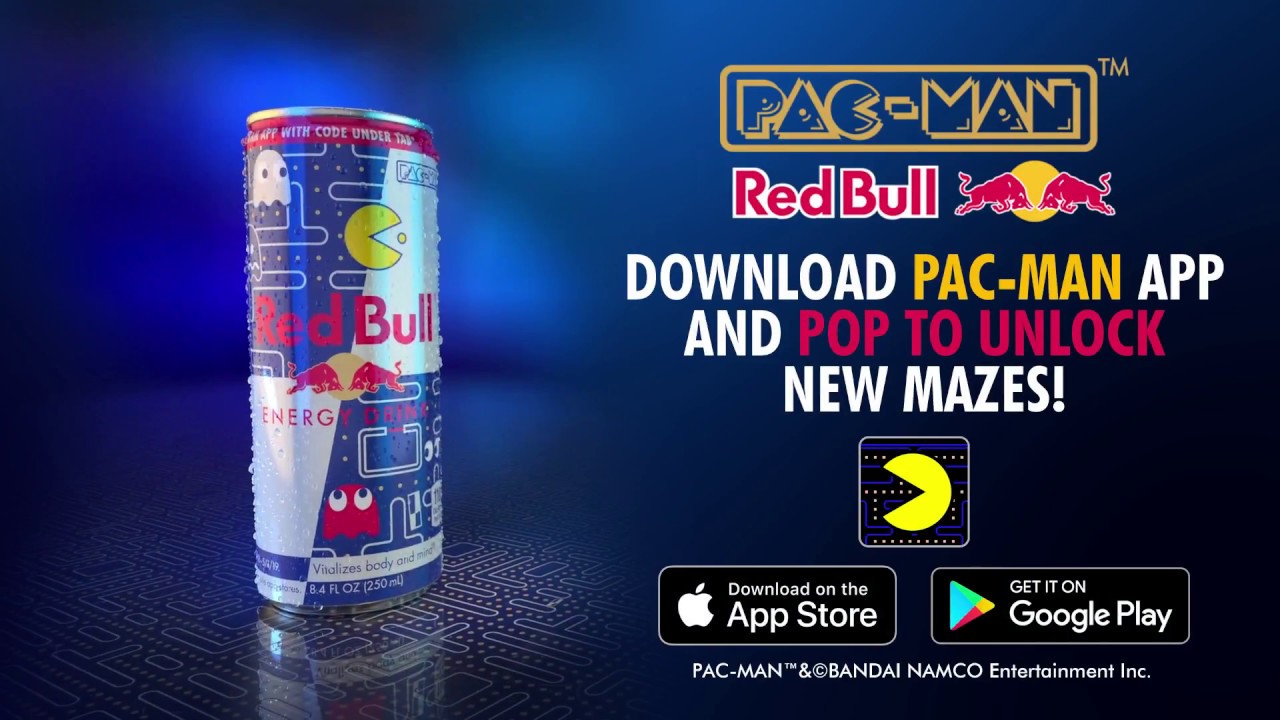 APP WITH CODE UNDER TAB
Red Bull
ENERGY DRINK
Vitalizes body and mind
8.4 FL OZ (250 mL)
PAC-MAN™
Red Bull
DOWNLOAD PAC-MAN APP
AND POP TO UNLOCK
NEW MAZES!
Download on the
App Store
GET IT ON
Google Play
PAC-MAN™&©BANDAI NAMCO Entertainment Inc.